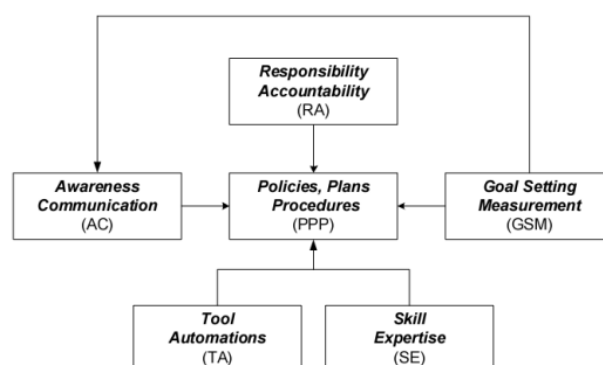 Responsibility
Accountability
(RA)
Awareness
Communication
(AC)
Policies, Plans
Procedures
(PPP)
Goal Setting
Measurement
(GSM)
Tool
Automations
(TA)
Skill
Expertise
(SE)